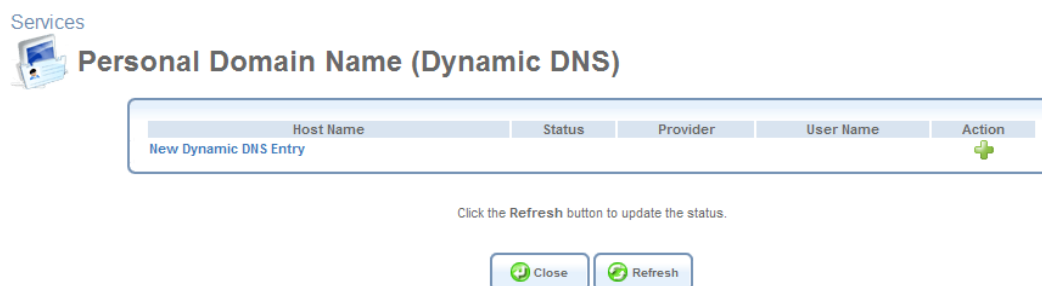 Services
Personal Domain Name (Dynamic DNS)
Host Name Status Provider User Name Action
New Dynamic DNS Entry
Click the Refresh button to update the status.
Close Refresh